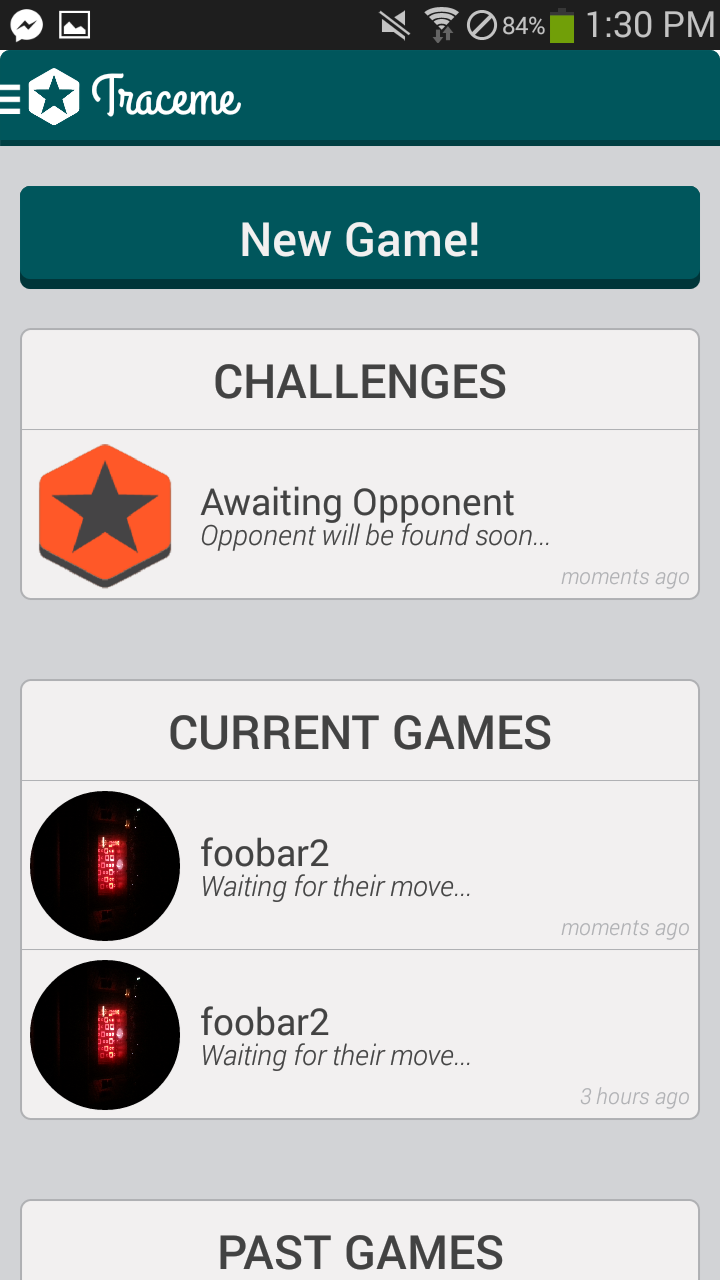 84% 1:30 PM
Traceme
New Game!
CHALLENGES
Awaiting Opponent
Opponent will be found soon...
moments ago
CURRENT GAMES
foobar2
Waiting for their move...
moments ago
foobar2
Waiting for their move...
3 hours ago
PAST GAMES